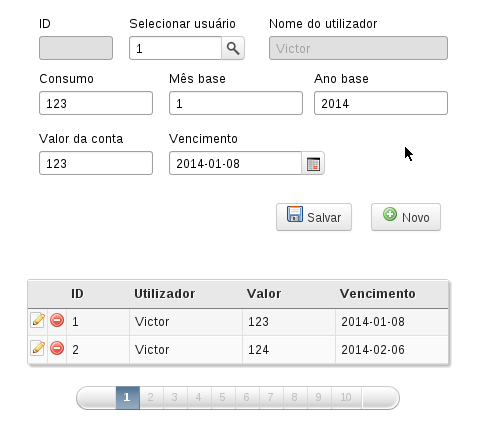 ID Selecionar usuário Nome do utilizador
1 Victor
Consumo Mês base Ano base
123 1 2014
Valor da conta Vencimento
123 2014-01-08
Salvar Novo
ID Utilizador Valor Vencimento
1 Victor 123 2014-01-08
2 Victor 124 2014-02-06
1 2 3 4 5 6 7 8 9 10